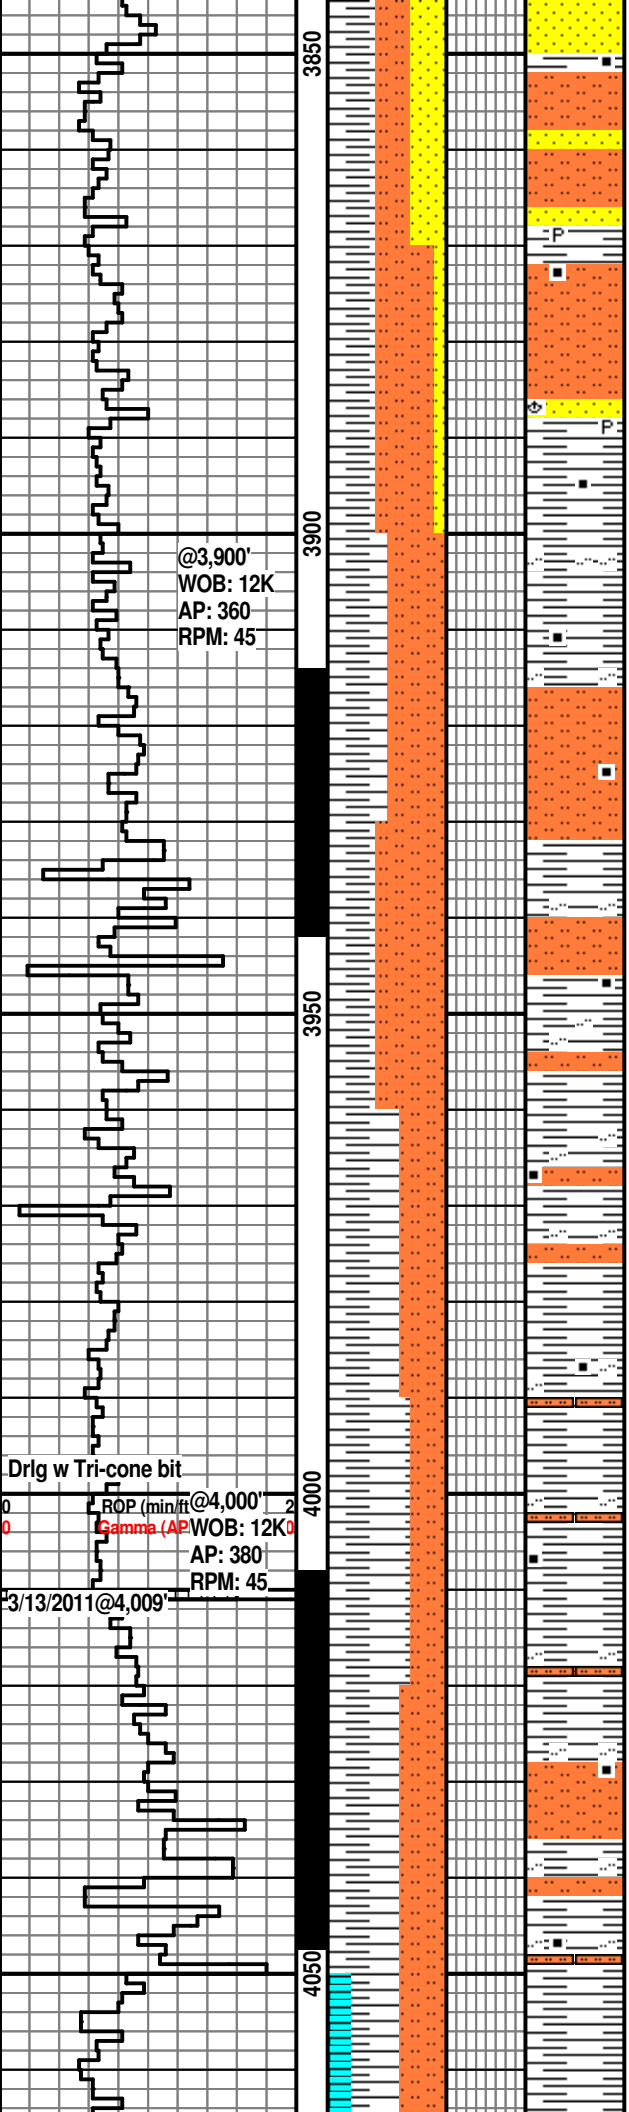 3850
P
P
3900
@3,900'
WOB: 12K
AP: 360
RPM: 45
3950
Drlg w Tri-cone bit
4000
0 ROP (min/ft 2
0 Gamma (AP 0
@4,000'
WOB: 12K
AP: 380
RPM: 45
3/13/2011@4,009'
4050